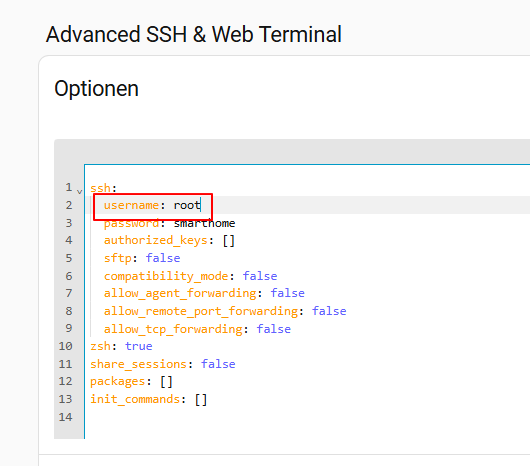 Advanced SSH & Web Terminal
Optionen
1 ssh:
2 username: root
3 password: smarthome
4 authorized_keys: []
5 sftp: false
6 compatibility_mode: false
7 allow_agent_forwarding: false
8 allow_remote_port_forwarding: false
9 allow_tcp_forwarding: false
10 zsh: true
11 share_sessions: false
12 packages: []
13 init_commands: []
14